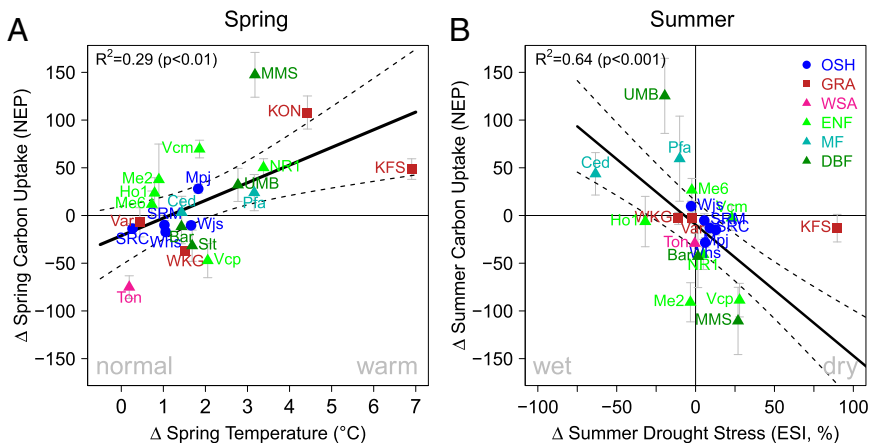 A
Spring
R²=0.29 (p<0.01)
Δ Spring Carbon Uptake (NEP)
150
100
50
0
−50
−100
−150
MMS
KON
Vcm
NR1
KFS
Me2
Mpj
UMB
Ho1
Ced
Pfa
Me6
Var
SRM
Wjs
SRC
Whs
Bar
Slt
WKG
Vcp
Ton
normal
warm
0
1
2
3
4
5
6
7
Δ Spring Temperature (°C)
B
Summer
R²=0.64 (p<0.001)
Δ Summer Carbon Uptake (NEP)
150
100
50
0
−50
−100
−150
OSH
GRA
WSA
ENF
MF
DBF
UMB
Pfa
Ced
Me6
Wjs
Vcm
Ho1
WKG
SRM
Var
SRC
KFS
Ton
Mpj
Whs
Bar
NR1
Me2
Vcp
MMS
wet
dry
−100
−50
0
50
100
Δ Summer Drought Stress (ESI, %)